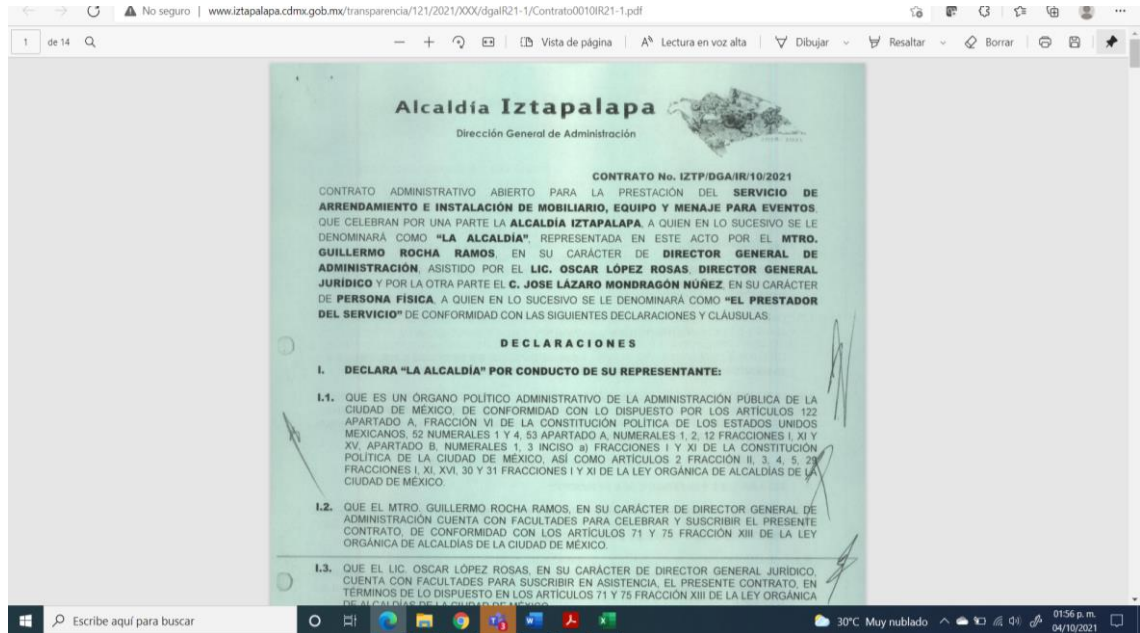 No seguro | www.iztapalapa.cdmx.gob.mx/transparencia/121/2021/XXX/dgaIR21-1/Contrato0010IR21-1.pdf
1 de 14 Vista de página Lectura en voz alta Dibujar Resaltar Borrar
Alcaldía Iztapalapa
Dirección General de Administración
CONTRATO No. IZTP/DGA/IR/10/2021
CONTRATO ADMINISTRATIVO ABIERTO PARA LA PRESTACIÓN DEL SERVICIO DE
ARRENDAMIENTO E INSTALACIÓN DE MOBILIARIO, EQUIPO Y MENAJE PARA EVENTOS,
QUE CELEBRAN POR UNA PARTE LA ALCALDÍA IZTAPALAPA, A QUIEN EN LO SUCESIVO SE LE
DENOMINARÁ COMO "LA ALCALDÍA", REPRESENTADA EN ESTE ACTO POR EL MTRO.
GUILLERMO ROCHA RAMOS, EN SU CARÁCTER DE DIRECTOR GENERAL DE
ADMINISTRACIÓN, ASISTIDO POR EL LIC. OSCAR LÓPEZ ROSAS, DIRECTOR GENERAL
JURÍDICO Y POR LA OTRA PARTE EL C. JOSE LÁZARO MONDRAGÓN NÚÑEZ, EN SU CARÁCTER
DE PERSONA FÍSICA, A QUIEN EN LO SUCESIVO SE LE DENOMINARÁ COMO "EL PRESTADOR
DEL SERVICIO" DE CONFORMIDAD CON LAS SIGUIENTES DECLARACIONES Y CLÁUSULAS:
DECLARACIONES
I. DECLARA "LA ALCALDÍA" POR CONDUCTO DE SU REPRESENTANTE:
I.1. QUE ES UN ÓRGANO POLÍTICO ADMINISTRATIVO DE LA ADMINISTRACIÓN PÚBLICA DE LA
CIUDAD DE MÉXICO, DE CONFORMIDAD CON LO DISPUESTO POR LOS ARTÍCULOS 122
APARTADO A, FRACCIÓN VI DE LA CONSTITUCIÓN POLÍTICA DE LOS ESTADOS UNIDOS
MEXICANOS, 52 NUMERALES 1 Y 4, 53 APARTADO A, NUMERALES 1, 2, 12 FRACCIONES I, XI Y
XV, APARTADO B, NUMERALES 1, 3 INCISO a) FRACCIONES I Y XI DE LA CONSTITUCIÓN
POLÍTICA DE LA CIUDAD DE MÉXICO, ASÍ COMO ARTÍCULOS 2 FRACCIÓN II, 3, 4, 5, 29
FRACCIONES I, XI, XVI, 30 Y 31 FRACCIONES I Y XI DE LA LEY ORGÁNICA DE ALCALDÍAS DE LA
CIUDAD DE MÉXICO.
I.2. QUE EL MTRO. GUILLERMO ROCHA RAMOS, EN SU CARÁCTER DE DIRECTOR GENERAL DE
ADMINISTRACIÓN CUENTA CON FACULTADES PARA CELEBRAR Y SUSCRIBIR EL PRESENTE
CONTRATO, DE CONFORMIDAD CON LOS ARTÍCULOS 71 Y 75 FRACCIÓN XIII DE LA LEY
ORGÁNICA DE ALCALDÍAS DE LA CIUDAD DE MÉXICO.
I.3. QUE EL LIC. OSCAR LÓPEZ ROSAS, EN SU CARÁCTER DE DIRECTOR GENERAL JURÍDICO,
CUENTA CON FACULTADES PARA SUSCRIBIR EN ASISTENCIA, EL PRESENTE CONTRATO, EN
TÉRMINOS DE LO DISPUESTO EN LOS ARTÍCULOS 71 Y 75 FRACCIÓN XIII DE LA LEY ORGÁNICA
DE ALCALDÍAS DE LA CIUDAD DE MÉXICO
Escribe aquí para buscar
30°C Muy nublado
01:56 p. m.
04/10/2021